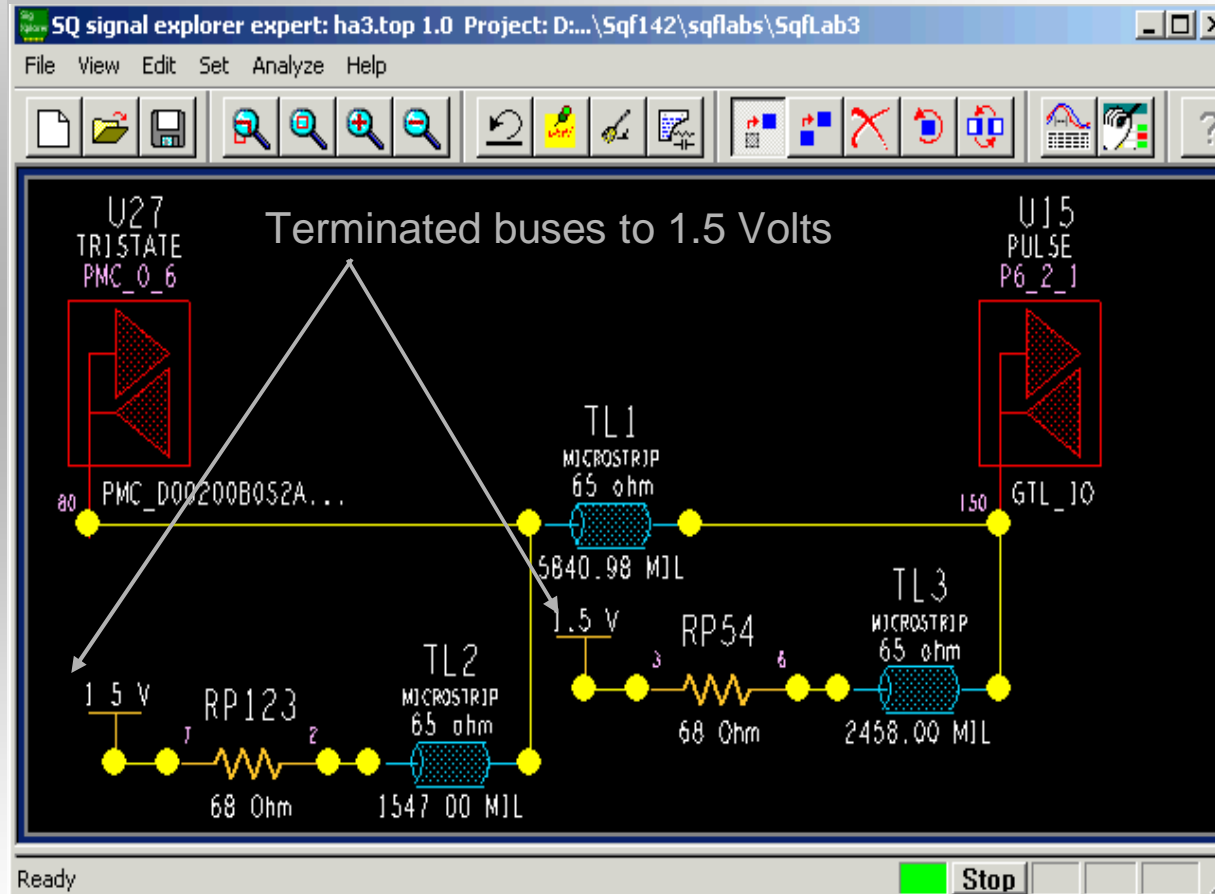 SQ signal explorer expert: ha3.top 1.0 Project: D:...\Sqf142\sqflabs\SqfLab3
File View Edit Set Analyze Help
Terminated buses to 1.5 Volts
U27
TRISTATE
PMC_0_6
U15
PULSE
P6_2_1
TL1
MICROSTRIP
65 ohm
5840.98 MIL
80
PMC_D00200B0S2A...
150
GTL_IO
1.5 V
RP54
3
6
68 Ohm
TL3
MICROSTRIP
65 ohm
2458.00 MIL
1.5 V
RP123
1
2
68 Ohm
TL2
MICROSTRIP
65 ohm
1547 00 MIL
Ready
Stop